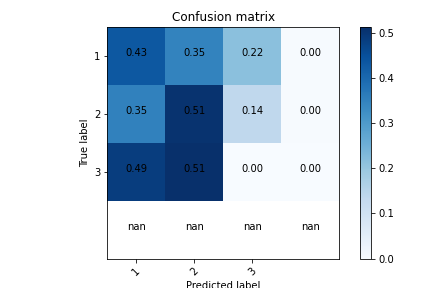 Confusion matrix
True label
1 0.43 0.35 0.22 0.00
2 0.35 0.51 0.14 0.00
3 0.49 0.51 0.00 0.00
nan nan nan nan
1 2 3
Predicted label
0.5
0.4
0.3
0.2
0.1
0.0